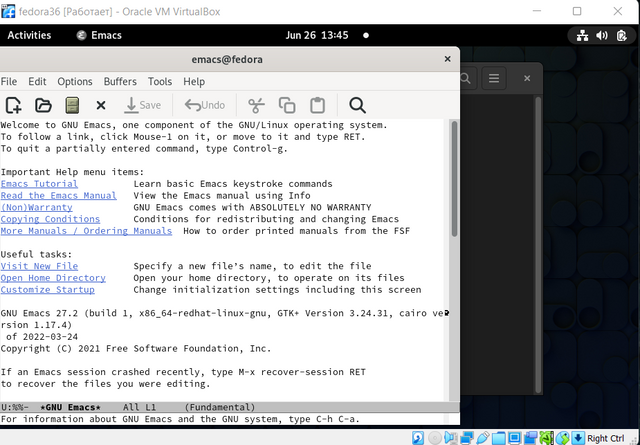 fedora36 [Работает] - Oracle VM VirtualBox
Activities Emacs Jun 26 13:45
emacs@fedora
File Edit Options Buffers Tools Help
Save Undo
Welcome to GNU Emacs, one component of the GNU/Linux operating system.
To follow a link, click Mouse-1 on it, or move to it and type RET.
To quit a partially entered command, type Control-g.
Important Help menu items:
Emacs Tutorial Learn basic Emacs keystroke commands
Read the Emacs Manual View the Emacs manual using Info
(Non)Warranty GNU Emacs comes with ABSOLUTELY NO WARRANTY
Copying Conditions Conditions for redistributing and changing Emacs
More Manuals / Ordering Manuals How to order printed manuals from the FSF
Useful tasks:
Visit New File Specify a new file's name, to edit the file
Open Home Directory Open your home directory, to operate on its files
Customize Startup Change initialization settings including this screen
GNU Emacs 27.2 (build 1, x86_64-redhat-linux-gnu, GTK+ Version 3.24.31, cairo ve
rsion 1.17.4)
of 2022-03-24
Copyright (C) 2021 Free Software Foundation, Inc.
If an Emacs session crashed recently, type M-x recover-session RET
to recover the files you were editing.
U:%%- *GNU Emacs* All L1 (Fundamental)
For information about GNU Emacs and the GNU system, type C-h C-a.
Right Ctrl